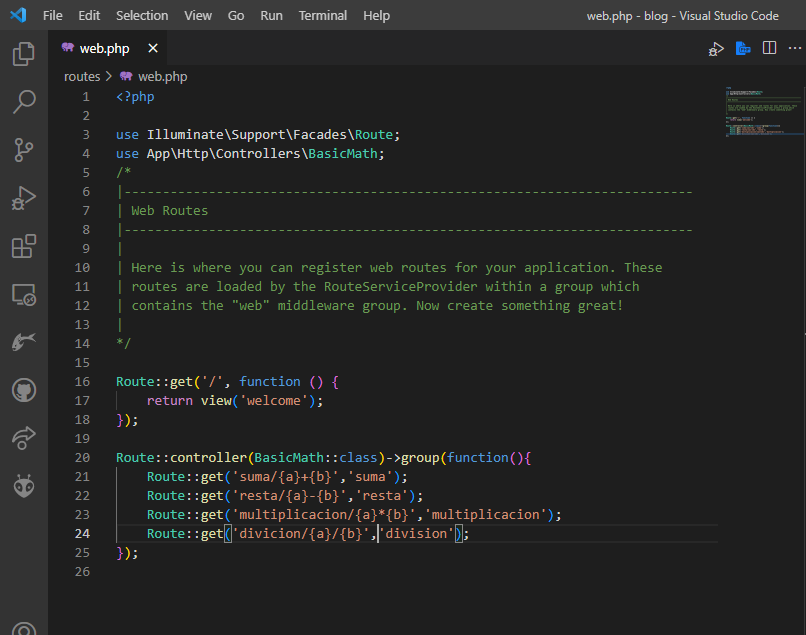 File Edit Selection View Go Run Terminal Help web.php - blog - Visual Studio Code
web.php
routes > web.php
1 <?php
2
3 use Illuminate\Support\Facades\Route;
4 use App\Http\Controllers\BasicMath;
5 /*
6 |--------------------------------------------------------------------------
7 | Web Routes
8 |--------------------------------------------------------------------------
9 |
10 | Here is where you can register web routes for your application. These
11 | routes are loaded by the RouteServiceProvider within a group which
12 | contains the "web" middleware group. Now create something great!
13 |
14 */
15
16 Route::get('/', function () {
17     return view('welcome');
18 });
19
20 Route::controller(BasicMath::class)->group(function(){
21     Route::get('suma/{a}+{b}','suma');
22     Route::get('resta/{a}-{b}','resta');
23     Route::get('multiplicacion/{a}*{b}','multiplicacion');
24     Route::get('divicion/{a}/{b}','division');
25 });
26